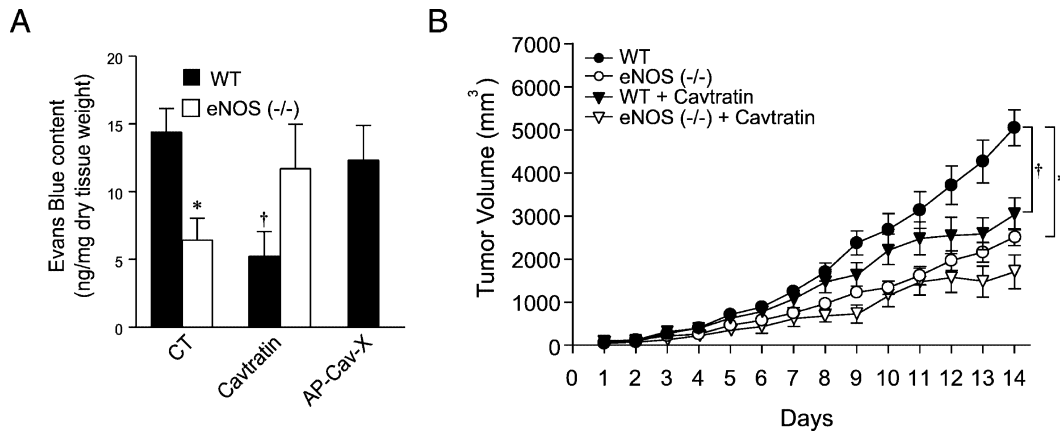 A
Evans Blue content
(ng/mg dry tissue weight)
20
15
10
5
0
WT
eNOS (-/-)
*
†
CT
Cavtratin
AP-Cav-X
B
Tumor Volume (mm3)
7000
6000
5000
4000
3000
2000
1000
0
WT
eNOS (-/-)
WT + Cavtratin
eNOS (-/-) + Cavtratin
†
0 1 2 3 4 5 6 7 8 9 10 11 12 13 14
Days